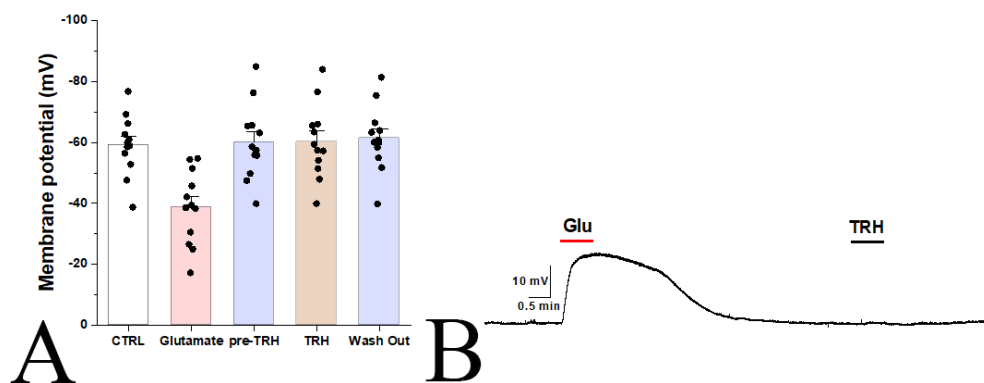 Membrane potential (mV)
-100
-80
-60
-40
-20
0
CTRL Glutamate pre-TRH TRH Wash Out
A
Glu
TRH
10 mV
0.5 min
B